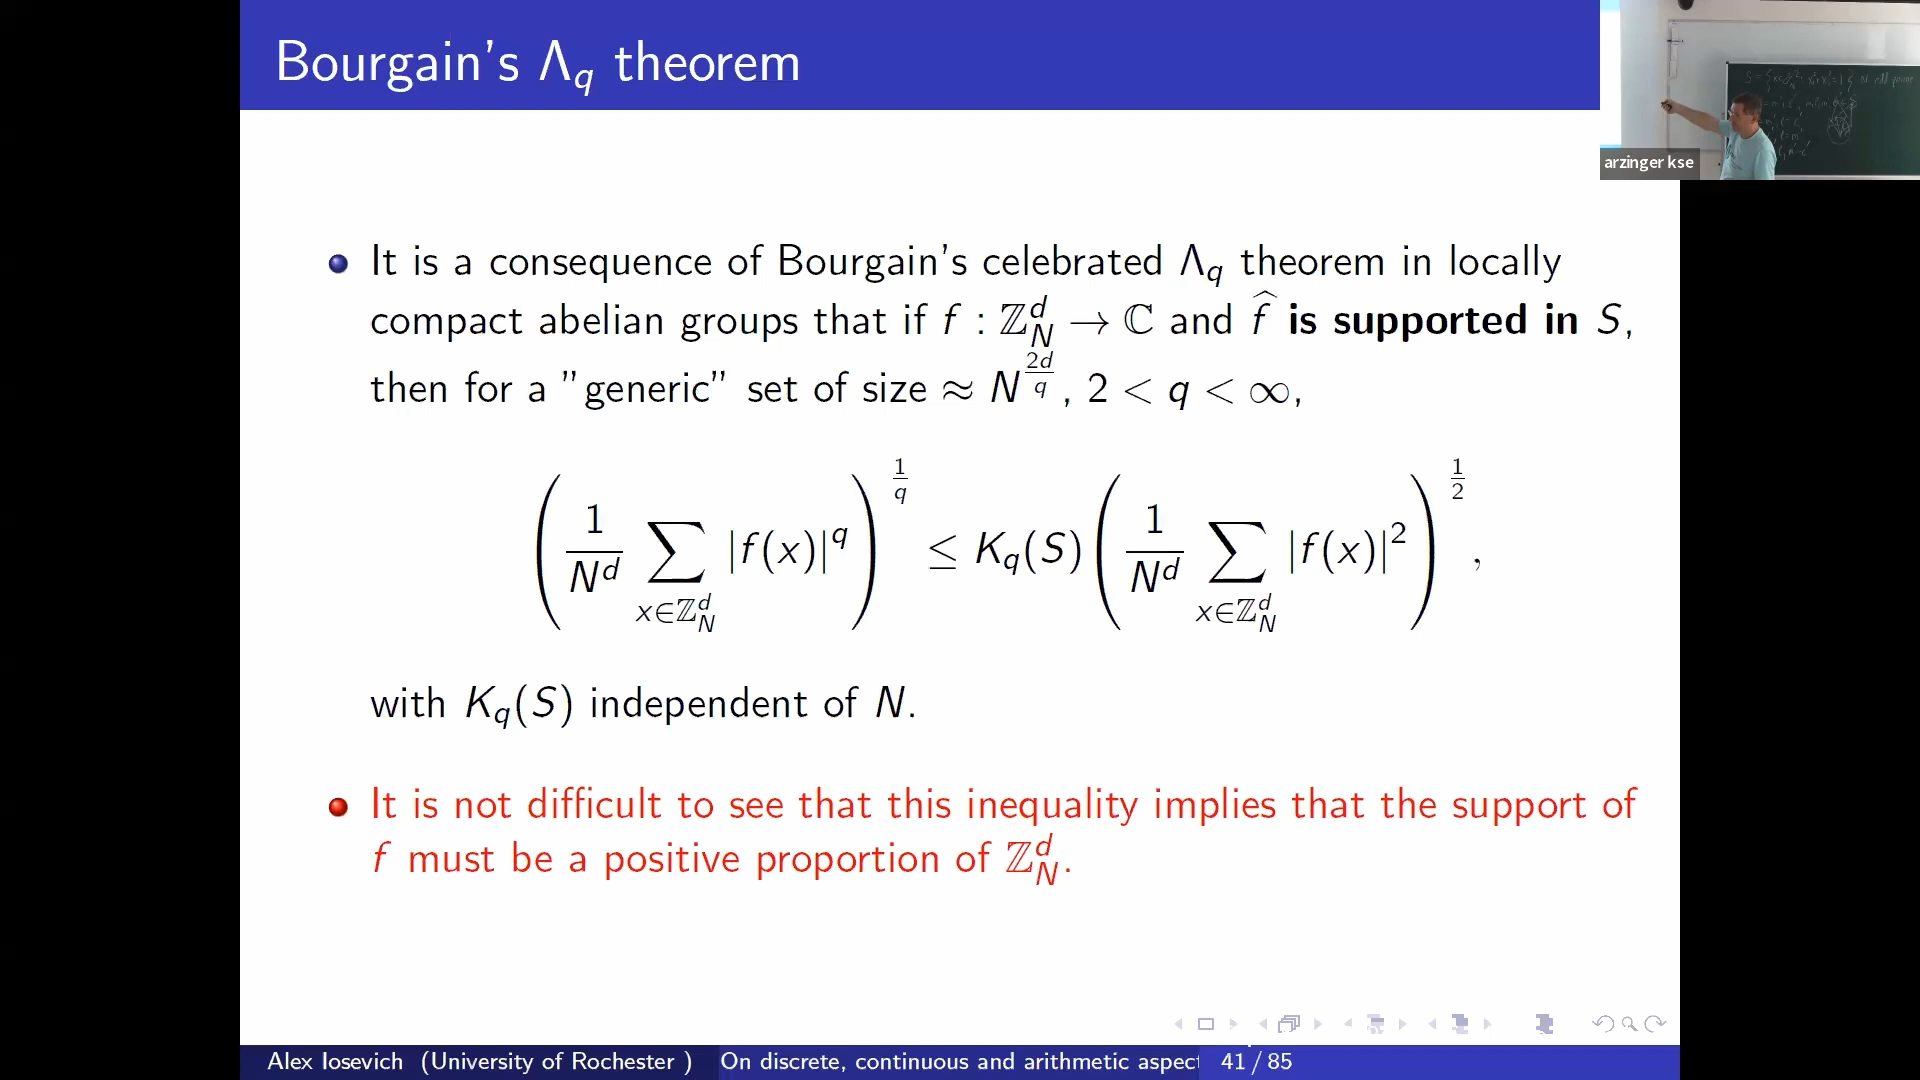 Bourgain's Λ_q theorem
arzinger kse
It is a consequence of Bourgain's celebrated Λ_q theorem in locally
compact abelian groups that if f : ℤ_N^d → ℂ and \hat{f} is supported in S,
then for a "generic" set of size ≈ N^{2d/q}, 2 < q < ∞,
( 1/N^d ∑_{x∈ℤ_N^d} |f(x)|^q )^{1/q} ≤ K_q(S) ( 1/N^d ∑_{x∈ℤ_N^d} |f(x)|^2 )^{1/2},
with K_q(S) independent of N.
It is not difficult to see that this inequality implies that the support of
f must be a positive proportion of ℤ_N^d.
Alex Iosevich (University of Rochester ) On discrete, continuous and arithmetic aspect 41 / 85